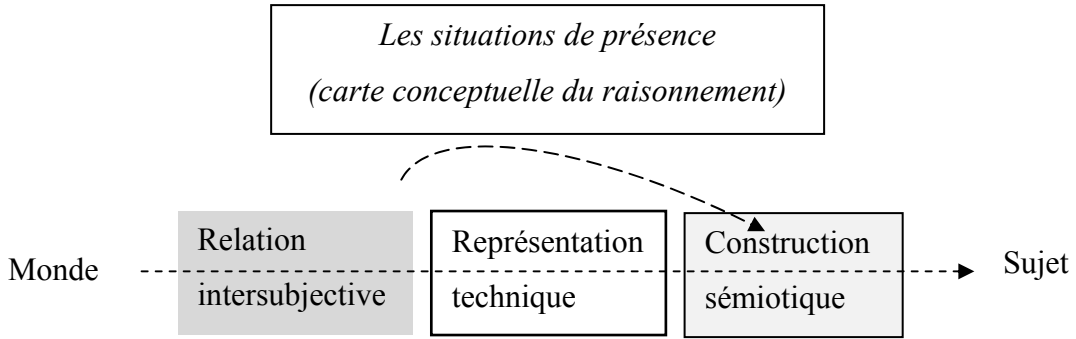 Les situations de présence
(carte conceptuelle du raisonnement)
Monde
Relation
intersubjective
Représentation
technique
Construction
sémiotique
Sujet